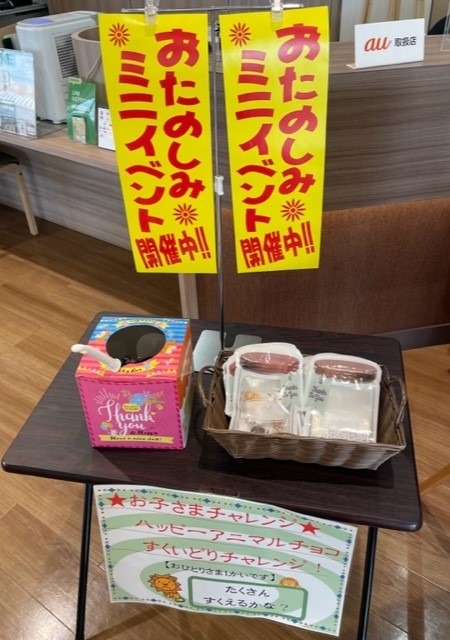 おたのしみ
ミニイベント
開催中!!
おたのしみ
ミニイベント
開催中!!
au 取扱店
Thank
you
Have a nice day!
★お子さまチャレンジ★
ハッピーアニマルチョコ
すくいどりチャレンジ！
【おひとりさま1かいです】
たくさん
すくえるかな？